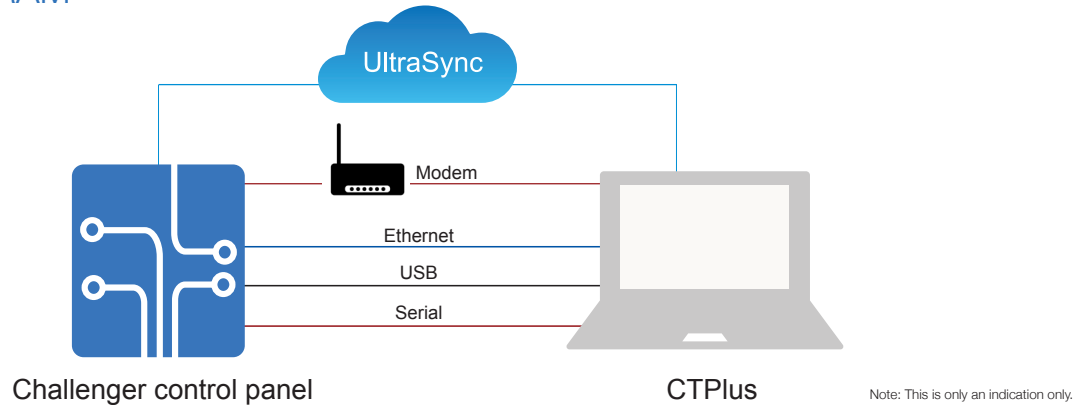 UltraSync
Modem
Ethernet
USB
Serial
Challenger control panel
CTPlus
Note: This is only an indication only.